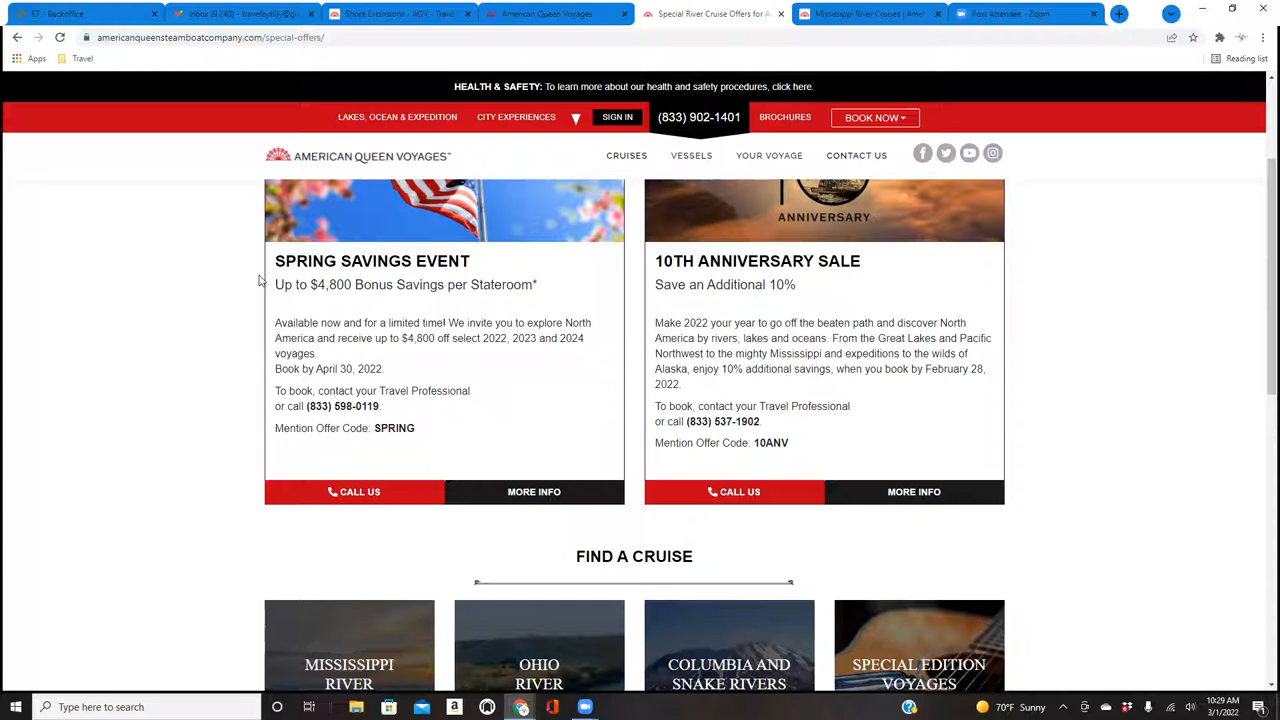 ET - Backoffice
Inbox (9,240) - travelbytilly@g
Shore Excursions - AQV - Travel
American Queen Voyages
Special River Cruise Offers for A
Mississippi River Cruises | Amer
Post Attendee - Zoom
americanqueensteamboatcompany.com/special-offers/
Apps
Travel
Reading list
HEALTH & SAFETY: To learn more about our health and safety procedures, click here.
LAKES, OCEAN & EXPEDITION
CITY EXPERIENCES
SIGN IN
(833) 902-1401
BROCHURES
BOOK NOW
AMERICAN QUEEN VOYAGES™
CRUISES
VESSELS
YOUR VOYAGE
CONTACT US
SPRING SAVINGS EVENT
Up to $4,800 Bonus Savings per Stateroom*
Available now and for a limited time! We invite you to explore North
America and receive up to $4,800 off select 2022, 2023 and 2024
voyages.
Book by April 30, 2022.
To book, contact your Travel Professional
or call (833) 598-0119.
Mention Offer Code: SPRING
CALL US
MORE INFO
ANNIVERSARY
10TH ANNIVERSARY SALE
Save an Additional 10%
Make 2022 your year to go off the beaten path and discover North
America by rivers, lakes and oceans. From the Great Lakes and Pacific
Northwest to the mighty Mississippi and expeditions to the wilds of
Alaska, enjoy 10% additional savings, when you book by February 28,
2022.
To book, contact your Travel Professional
or call (833) 537-1902.
Mention Offer Code: 10ANV
CALL US
MORE INFO
FIND A CRUISE
MISSISSIPPI
RIVER
OHIO
RIVER
COLUMBIA AND
SNAKE RIVERS
SPECIAL EDITION
VOYAGES
Type here to search
70°F Sunny
10:29 AM
3/1/2022